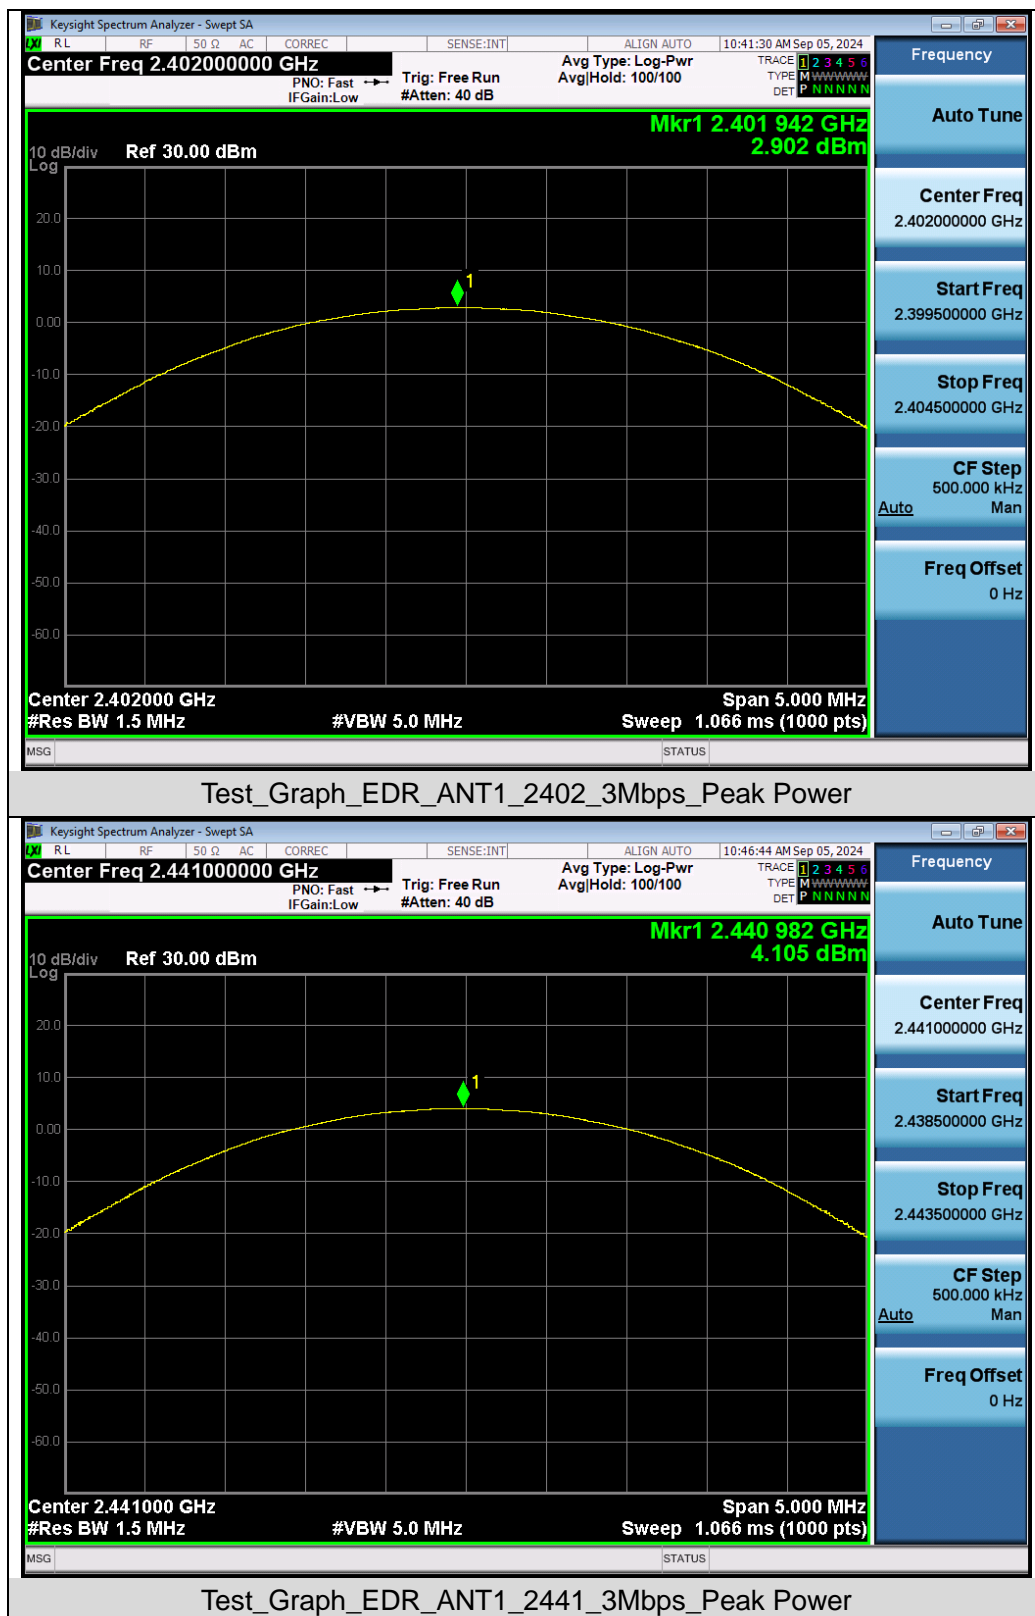 Keysight Spectrum Analyzer - Swept SA
LXI RL RF 50 Ω AC CORREC SENSE:INT ALIGN AUTO 10:41:30 AM Sep 05, 2024
Center Freq 2.402000000 GHz
PNO: Fast
IFGain:Low
Trig: Free Run
#Atten: 40 dB
Avg Type: Log-Pwr
Avg|Hold: 100/100
TRACE 1 2 3 4 5 6
TYPE M WWWWW
DET P N N N N N
Mkr1 2.401 942 GHz
2.902 dBm
10 dB/div Ref 30.00 dBm
Log
20.0
10.0
1
0.00
-10.0
-20.0
-30.0
-40.0
-50.0
-60.0
Center 2.402000 GHz Span 5.000 MHz
#Res BW 1.5 MHz #VBW 5.0 MHz Sweep 1.066 ms (1000 pts)
MSG STATUS
Frequency
Auto Tune
Center Freq
2.402000000 GHz
Start Freq
2.399500000 GHz
Stop Freq
2.404500000 GHz
CF Step
500.000 kHz
Auto Man
Freq Offset
0 Hz
Test_Graph_EDR_ANT1_2402_3Mbps_Peak Power
Keysight Spectrum Analyzer - Swept SA
LXI RL RF 50 Ω AC CORREC SENSE:INT ALIGN AUTO 10:46:44 AM Sep 05, 2024
Center Freq 2.441000000 GHz
PNO: Fast
IFGain:Low
Trig: Free Run
#Atten: 40 dB
Avg Type: Log-Pwr
Avg|Hold: 100/100
TRACE 1 2 3 4 5 6
TYPE M WWWWW
DET P N N N N N
Mkr1 2.440 982 GHz
4.105 dBm
10 dB/div Ref 30.00 dBm
Log
20.0
10.0
1
0.00
-10.0
-20.0
-30.0
-40.0
-50.0
-60.0
Center 2.441000 GHz Span 5.000 MHz
#Res BW 1.5 MHz #VBW 5.0 MHz Sweep 1.066 ms (1000 pts)
MSG STATUS
Frequency
Auto Tune
Center Freq
2.441000000 GHz
Start Freq
2.438500000 GHz
Stop Freq
2.443500000 GHz
CF Step
500.000 kHz
Auto Man
Freq Offset
0 Hz
Test_Graph_EDR_ANT1_2441_3Mbps_Peak Power